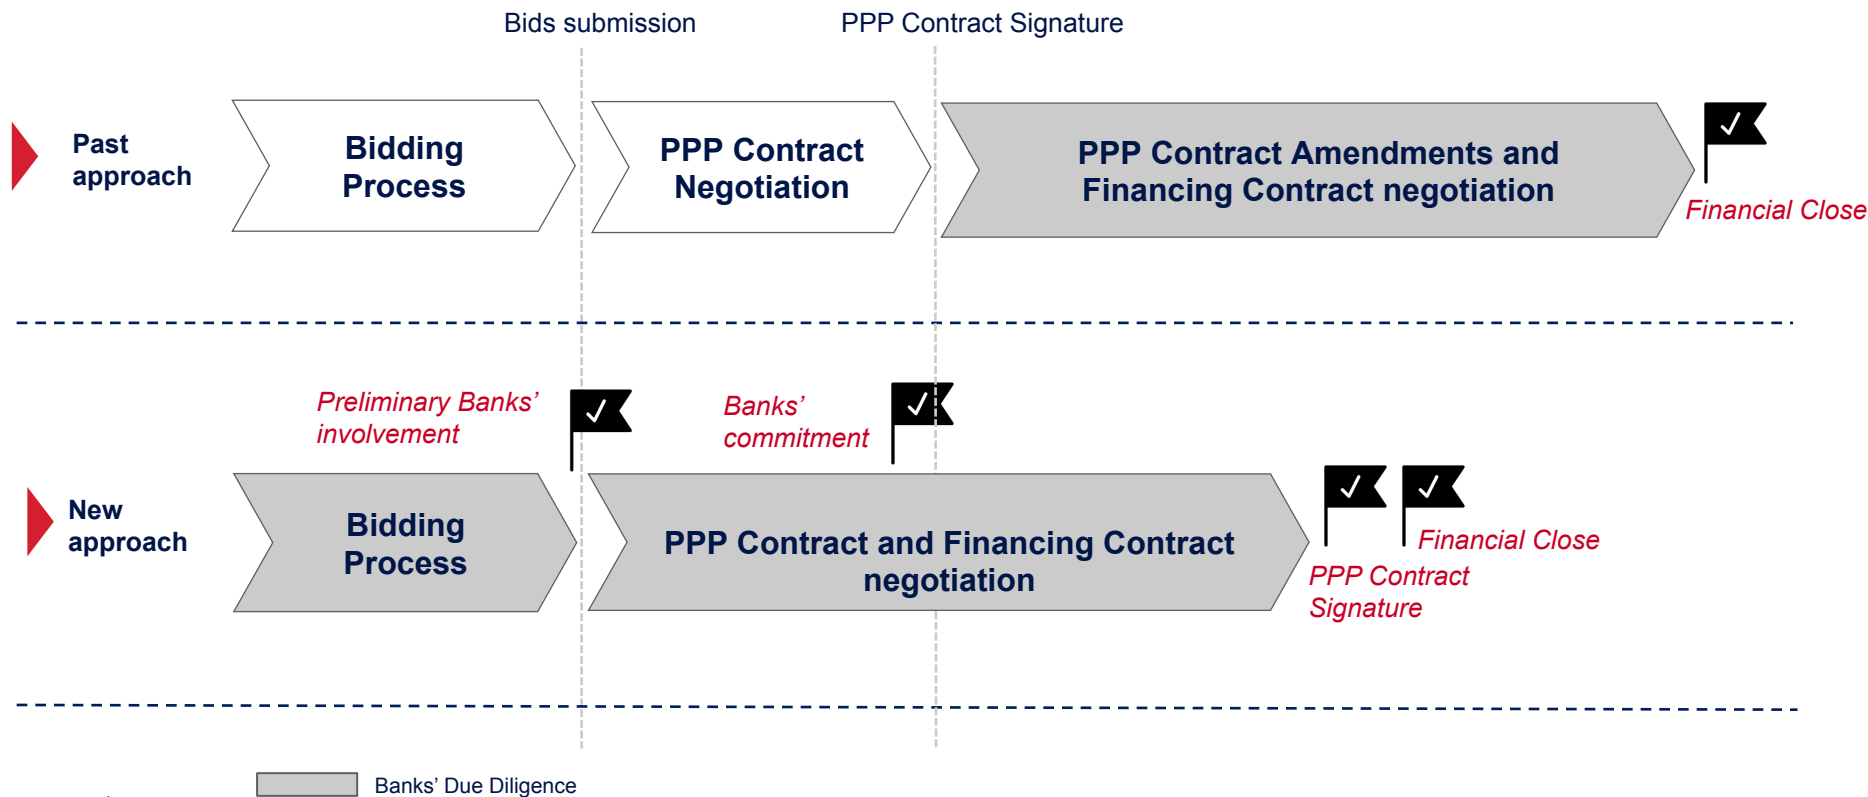 Bids submission
PPP Contract Signature
Past
approach
Bidding
Process
PPP Contract
Negotiation
PPP Contract Amendments and
Financing Contract negotiation
Financial Close
Preliminary Banks'
involvement
Banks'
commitment
New
approach
Bidding
Process
PPP Contract and Financing Contract
negotiation
Financial Close
PPP Contract
Signature
Banks' Due Diligence